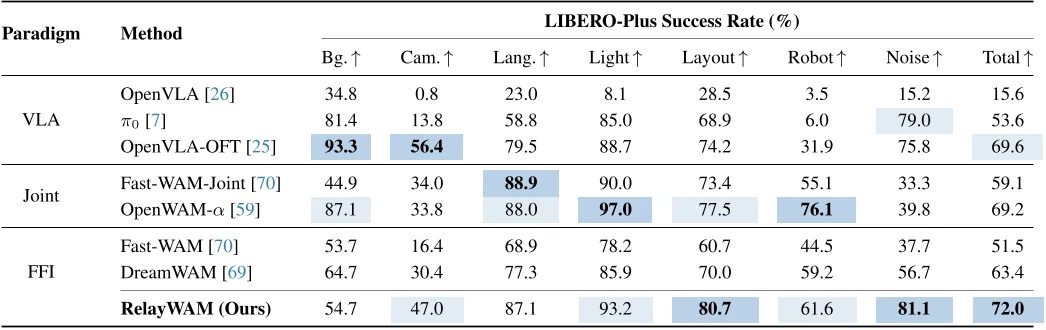 Paradigm Method LIBERO-Plus Success Rate (%)
Bg. ↑ Cam. ↑ Lang. ↑ Light ↑ Layout ↑ Robot ↑ Noise ↑ Total ↑
VLA
OpenVLA [26] 34.8 0.8 23.0 8.1 28.5 3.5 15.2 15.6
π0 [7] 81.4 13.8 58.8 85.0 68.9 6.0 79.0 53.6
OpenVLA-OFT [25] 93.3 56.4 79.5 88.7 74.2 31.9 75.8 69.6
Joint
Fast-WAM-Joint [70] 44.9 34.0 88.9 90.0 73.4 55.1 33.3 59.1
OpenWAM-α [59] 87.1 33.8 88.0 97.0 77.5 76.1 39.8 69.2
FFI
Fast-WAM [70] 53.7 16.4 68.9 78.2 60.7 44.5 37.7 51.5
DreamWAM [69] 64.7 30.4 77.3 85.9 70.0 59.2 56.7 63.4
RelayWAM (Ours) 54.7 47.0 87.1 93.2 80.7 61.6 81.1 72.0